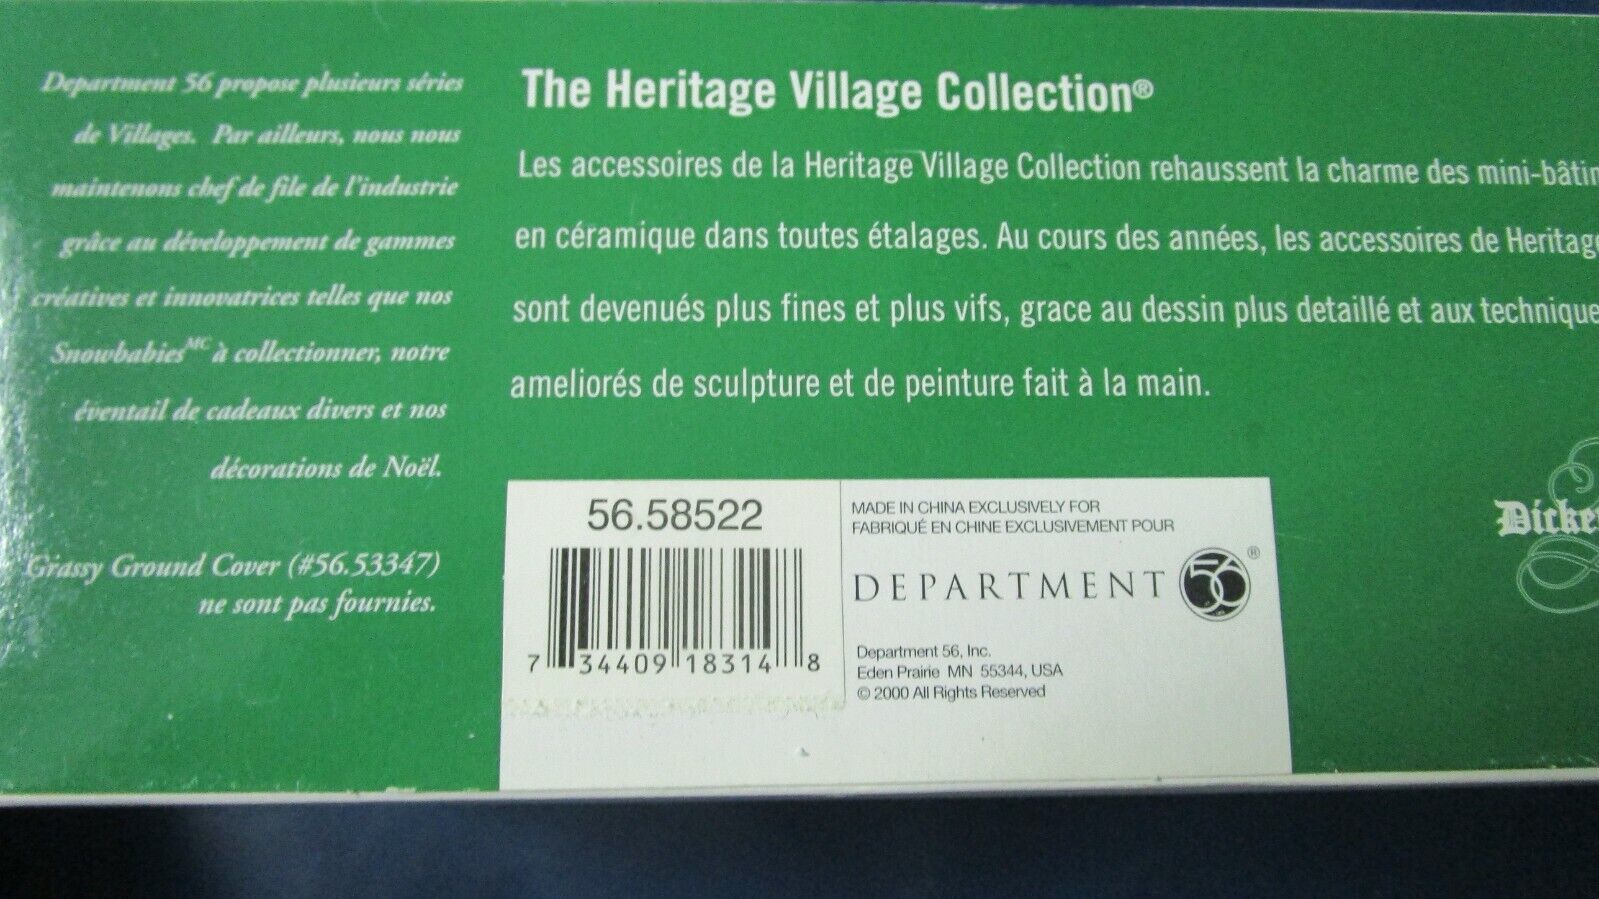 Department 56 propose plusieurs séries
de Villages. Par ailleurs, nous nous
maintenons chef de file de l'industrie
grâce au développement de gammes
créatives et innovatrices telles que nos
Snowbabies MC à collectionner, notre
éventail de cadeaux divers et nos
décorations de Noël.
Grassy Ground Cover (#56.53347)
ne sont pas fournies.
The Heritage Village Collection®
Les accessoires de la Heritage Village Collection rehaussent la charme des mini-bâtim
en céramique dans toutes étalages. Au cours des années, les accessoires de Heritage
sont devenués plus fines et plus vifs, grace au dessin plus detaillé et aux technique
ameliorés de sculpture et de peinture fait à la main.
56.58522
7 34409 18314 8
MADE IN CHINA EXCLUSIVELY FOR
FABRIQUÉ EN CHINE EXCLUSIVEMENT POUR
DEPARTMENT 56®
Department 56, Inc.
Eden Prairie MN 55344, USA
© 2000 All Rights Reserved
Dicke